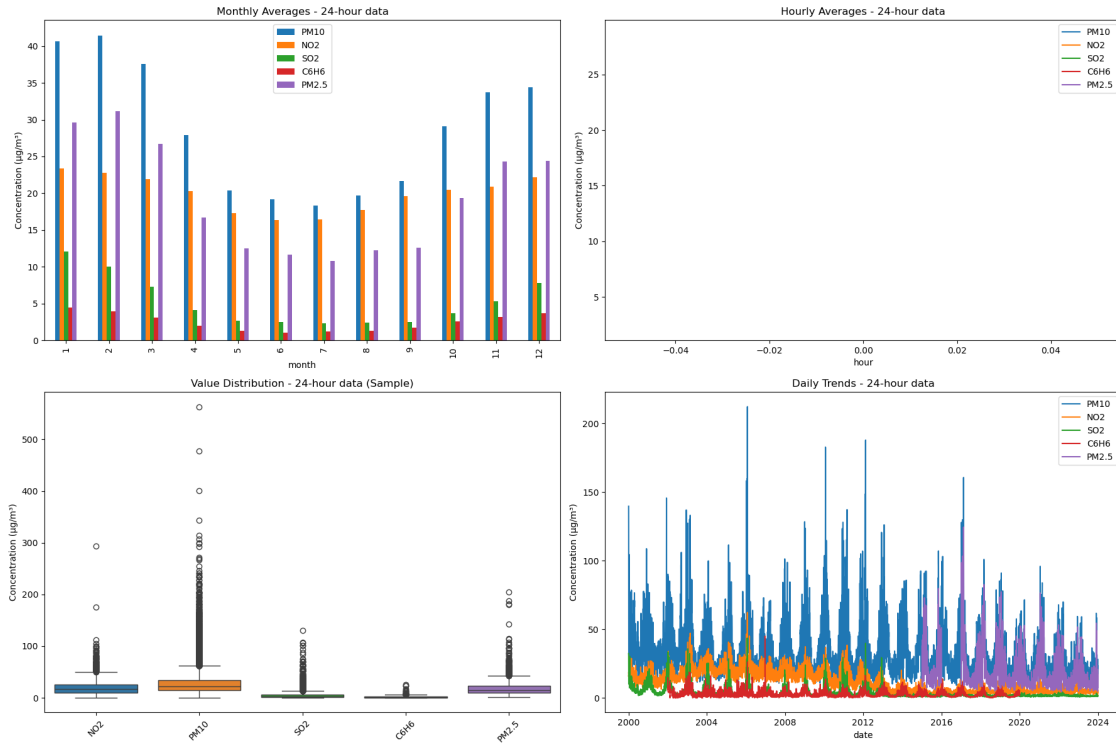 Monthly Averages - 24-hour data
PM10
NO2
SO2
C6H6
PM2.5
Concentration (µg/m³)
40
35
30
25
20
15
10
5
0
1 2 3 4 5 6 7 8 9 10 11 12
month
Hourly Averages - 24-hour data
PM10
NO2
SO2
C6H6
PM2.5
Concentration (µg/m³)
25
20
15
10
5
-0.04 -0.02 0.00 0.02 0.04
hour
Value Distribution - 24-hour data (Sample)
Concentration (µg/m³)
500
400
300
200
100
0
NO2 PM10 SO2 C6H6 PM2.5
Daily Trends - 24-hour data
PM10
NO2
SO2
C6H6
PM2.5
Concentration (µg/m³)
200
150
100
50
0
2000 2004 2008 2012 2016 2020 2024
date